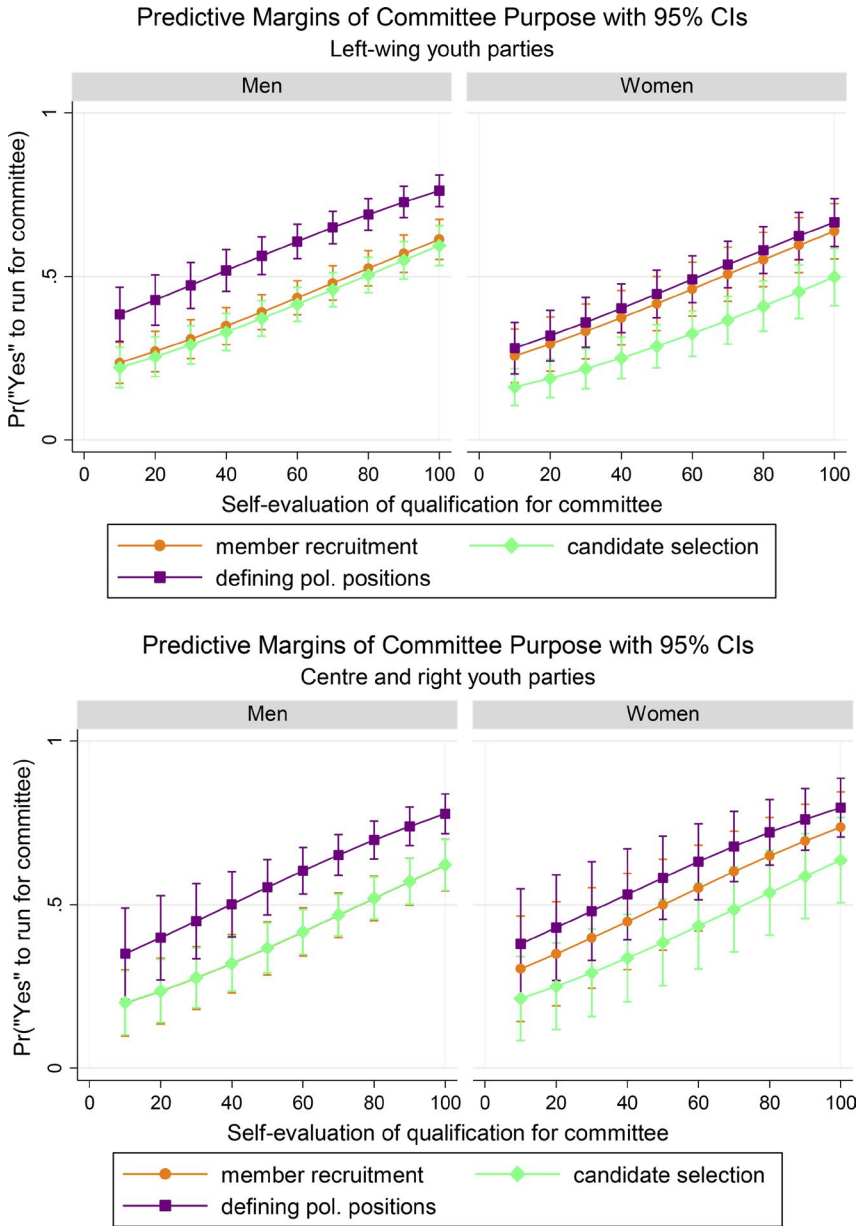 Predictive Margins of Committee Purpose with 95% CIs
Left-wing youth parties
Men
Women
Pr("Yes" to run for committee)
1
.5
0
0 20 40 60 80 100
0 20 40 60 80 100
Self-evaluation of qualification for committee
member recruitment
candidate selection
defining pol. positions
Predictive Margins of Committee Purpose with 95% CIs
Centre and right youth parties
Men
Women
Pr("Yes" to run for committee)
1
.5
0
0 20 40 60 80 100
0 20 40 60 80 100
Self-evaluation of qualification for committee
member recruitment
candidate selection
defining pol. positions